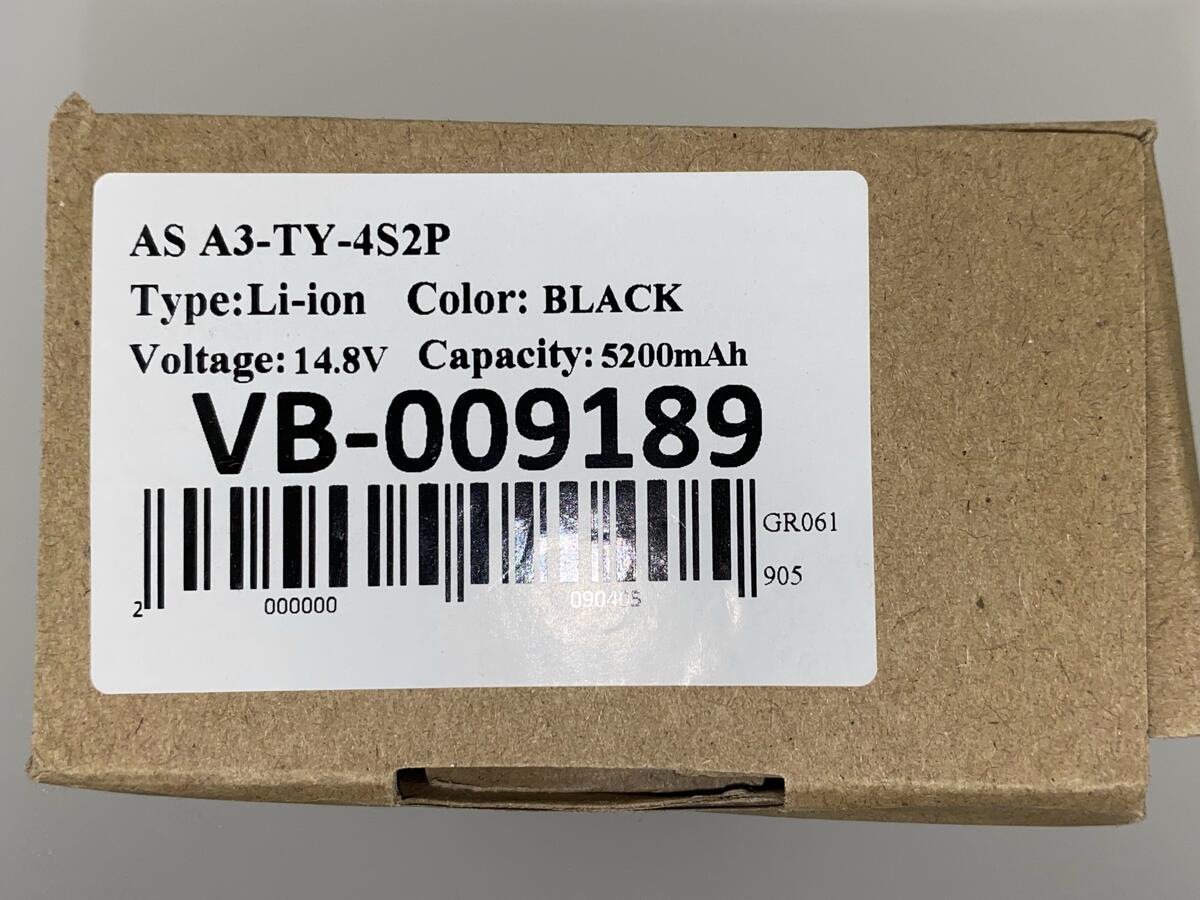 AS A3-TY-4S2P
Type:Li-ion Color: BLACK
Voltage:14.8V Capacity:5200mAh
VB-009189
GR061
905
2 000000 090405